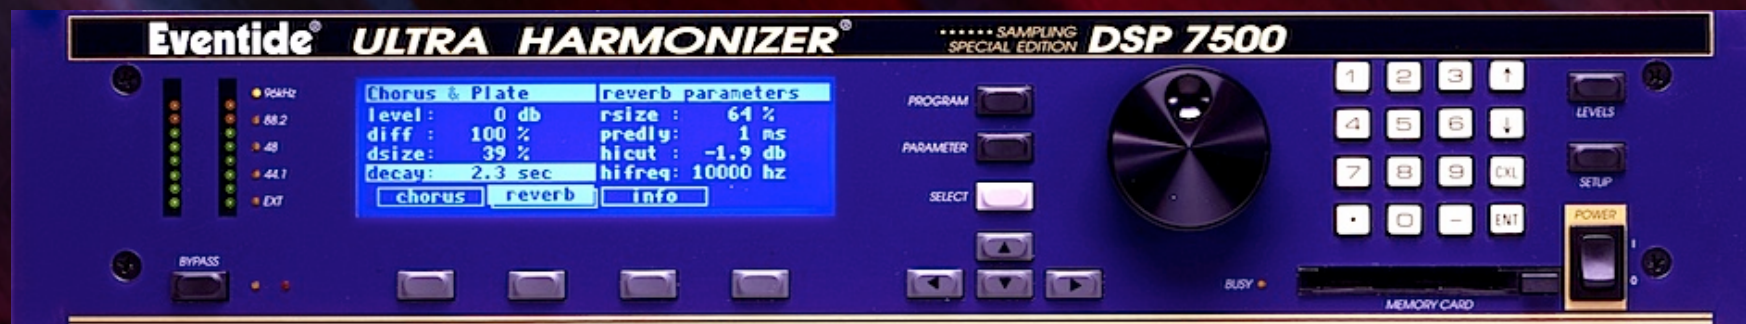 Eventide® ULTRA HARMONIZER® SAMPLING SPECIAL EDITION DSP 7500
96kHz
88.2
48
44.1
EXT
BYPASS
Chorus & Plate reverb parameters
level: 0 db rsize : 64 %
diff : 100 % predly: 1 ms
dsize: 39 % hicut : -1.9 db
decay: 2.3 sec hifreq: 10000 hz
chorus reverb info
PROGRAM
PARAMETER
SELECT
1 2 3 ↑
4 5 6 ↓
7 8 9 CXL
• 0 – ENT
LEVELS
SETUP
POWER
1
0
BUSY
MEMORY CARD